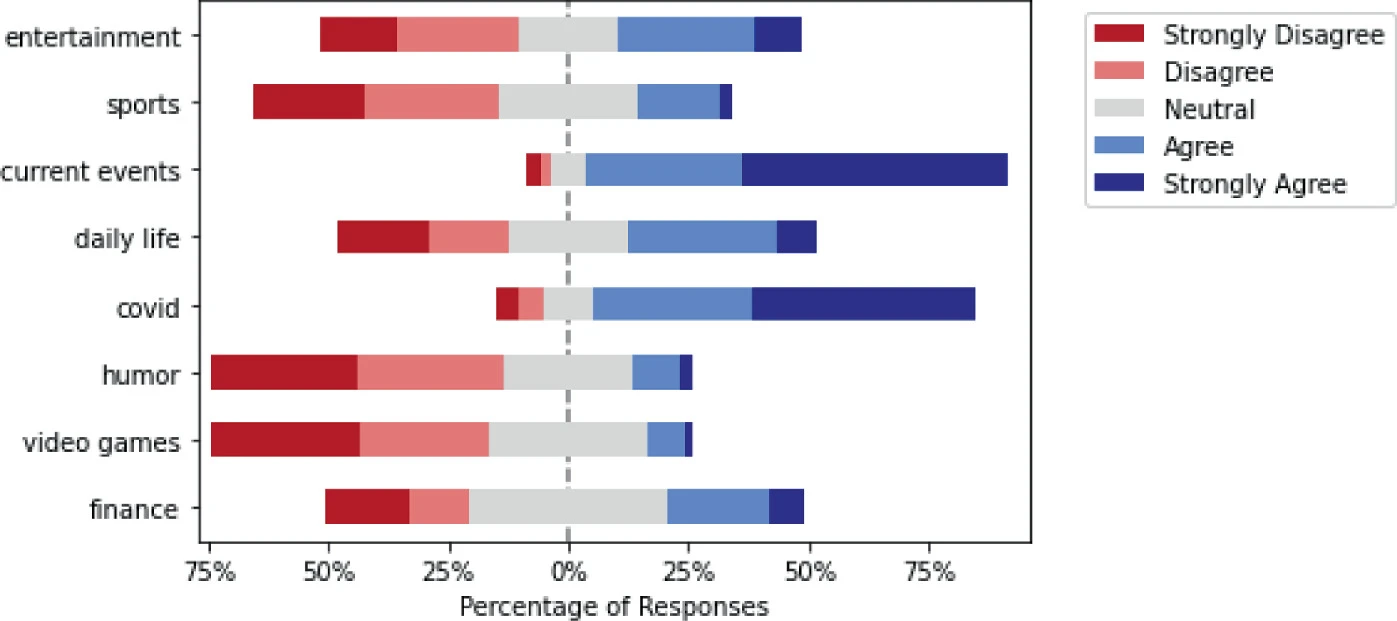 entertainment
sports
current events
daily life
covid
humor
video games
finance
75% 50% 25% 0% 25% 50% 75%
Percentage of Responses
Strongly Disagree
Disagree
Neutral
Agree
Strongly Agree